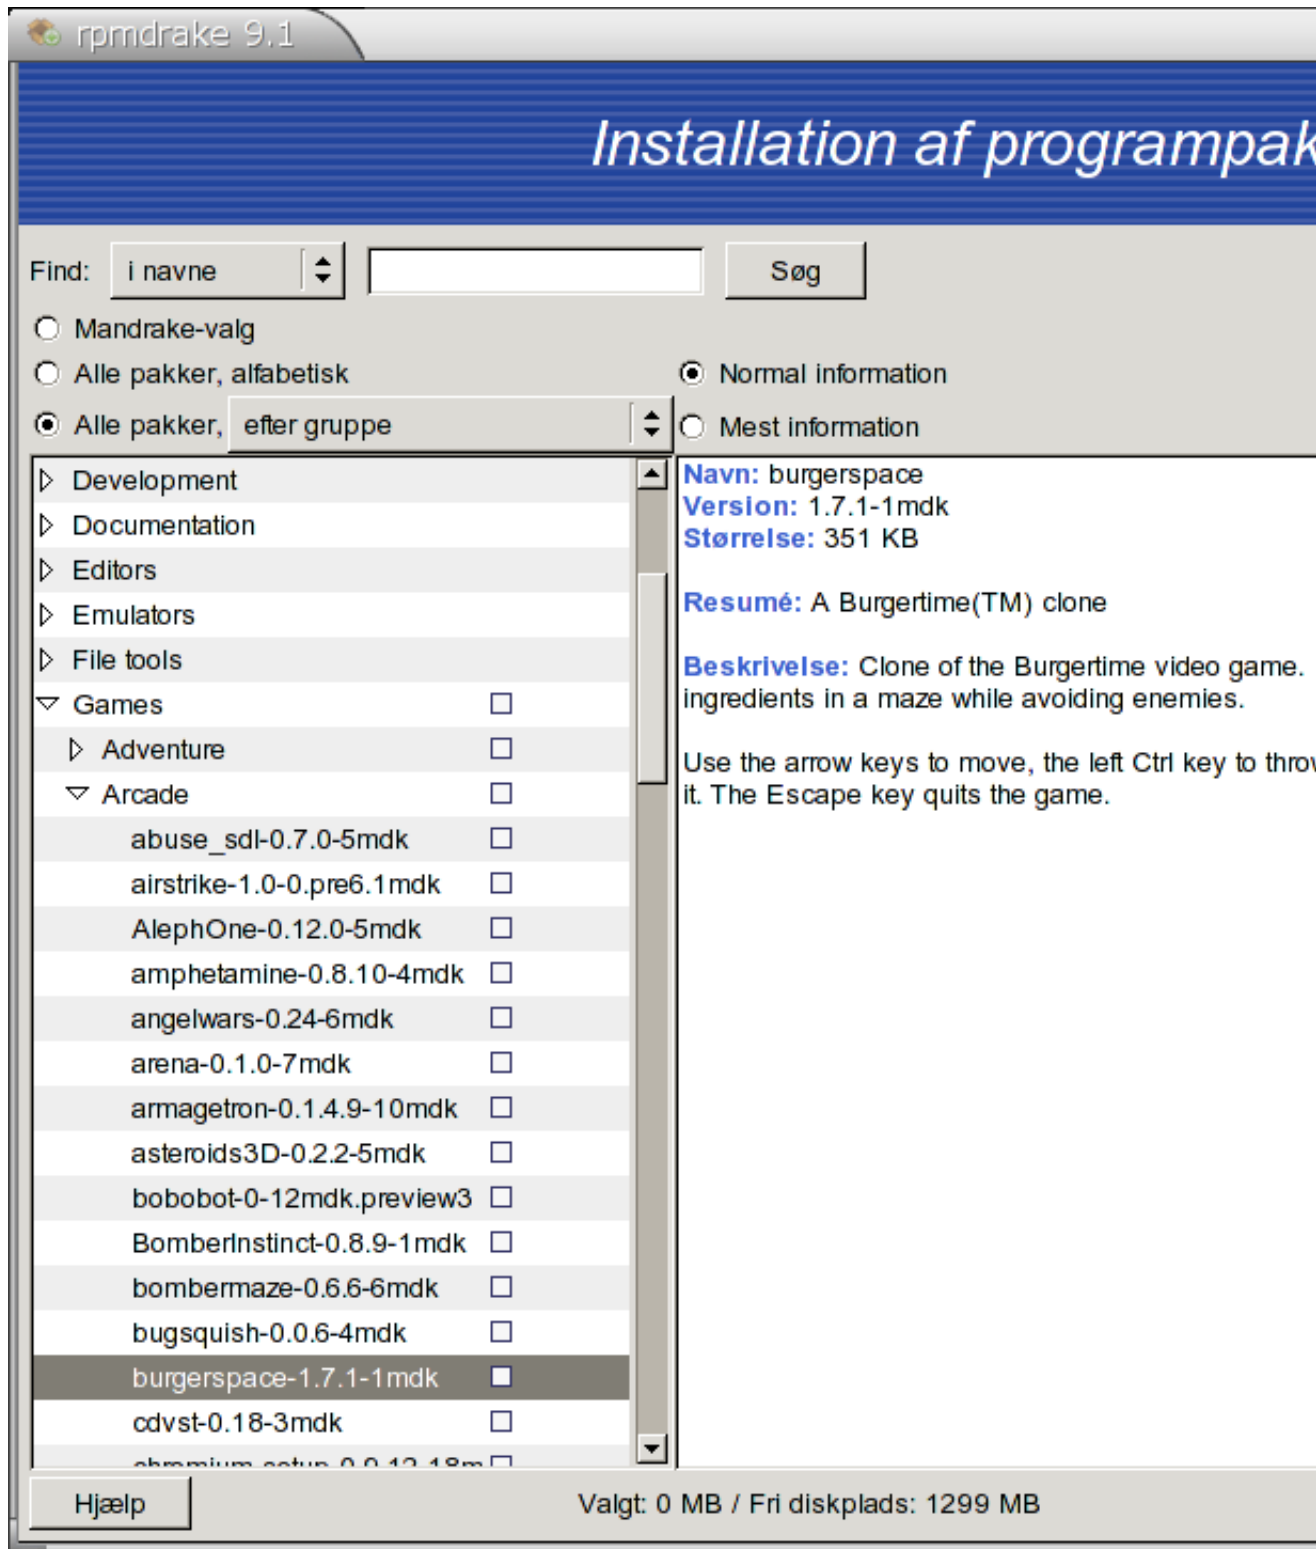 rpmdrake 9.1
Installation af programpak
Find: i navne Søg
Mandrake-valg
Alle pakker, alfabetisk
Normal information
Alle pakker, efter gruppe
Mest information
Development
Documentation
Editors
Emulators
File tools
Games
Adventure
Arcade
abuse_sdl-0.7.0-5mdk
airstrike-1.0-0.pre6.1mdk
AlephOne-0.12.0-5mdk
amphetamine-0.8.10-4mdk
angelwars-0.24-6mdk
arena-0.1.0-7mdk
armagetron-0.1.4.9-10mdk
asteroids3D-0.2.2-5mdk
bobobot-0-12mdk.preview3
BomberInstinct-0.8.9-1mdk
bombermaze-0.6.6-6mdk
bugsquish-0.0.6-4mdk
burgerspace-1.7.1-1mdk
cdvst-0.18-3mdk
Navn: burgerspace
Version: 1.7.1-1mdk
Størrelse: 351 KB
Resumé: A Burgertime(TM) clone
Beskrivelse: Clone of the Burgertime video game.
ingredients in a maze while avoiding enemies.
Use the arrow keys to move, the left Ctrl key to throw
it. The Escape key quits the game.
Hjælp
Valgt: 0 MB / Fri diskplads: 1299 MB